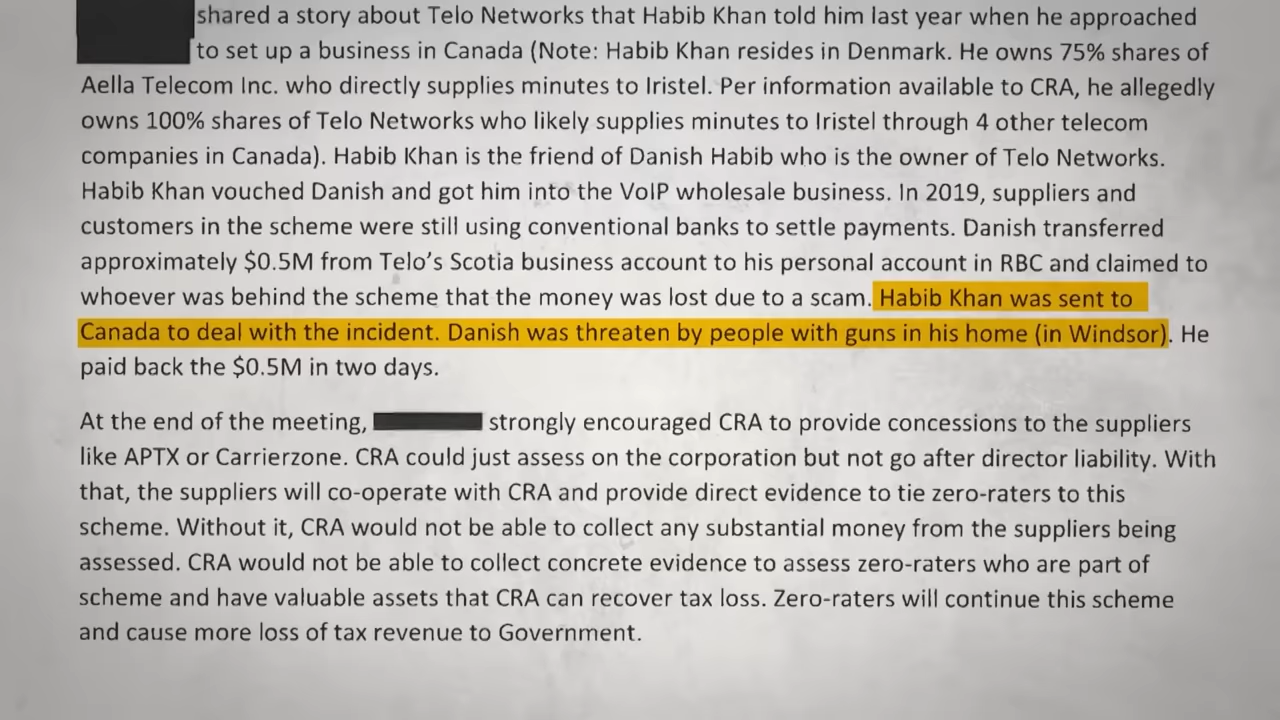 shared a story about Telo Networks that Habib Khan told him last year when he approached
to set up a business in Canada (Note: Habib Khan resides in Denmark. He owns 75% shares of
Aella Telecom Inc. who directly supplies minutes to Iristel. Per information available to CRA, he allegedly
owns 100% shares of Telo Networks who likely supplies minutes to Iristel through 4 other telecom
companies in Canada). Habib Khan is the friend of Danish Habib who is the owner of Telo Networks.
Habib Khan vouched Danish and got him into the VoIP wholesale business. In 2019, suppliers and
customers in the scheme were still using conventional banks to settle payments. Danish transferred
approximately $0.5M from Telo's Scotia business account to his personal account in RBC and claimed to
whoever was behind the scheme that the money was lost due to a scam. Habib Khan was sent to
Canada to deal with the incident. Danish was threaten by people with guns in his home (in Windsor). He
paid back the $0.5M in two days.
At the end of the meeting, strongly encouraged CRA to provide concessions to the suppliers
like APTX or Carrierzone. CRA could just assess on the corporation but not go after director liability. With
that, the suppliers will co-operate with CRA and provide direct evidence to tie zero-raters to this
scheme. Without it, CRA would not be able to collect any substantial money from the suppliers being
assessed. CRA would not be able to collect concrete evidence to assess zero-raters who are part of
scheme and have valuable assets that CRA can recover tax loss. Zero-raters will continue this scheme
and cause more loss of tax revenue to Government.